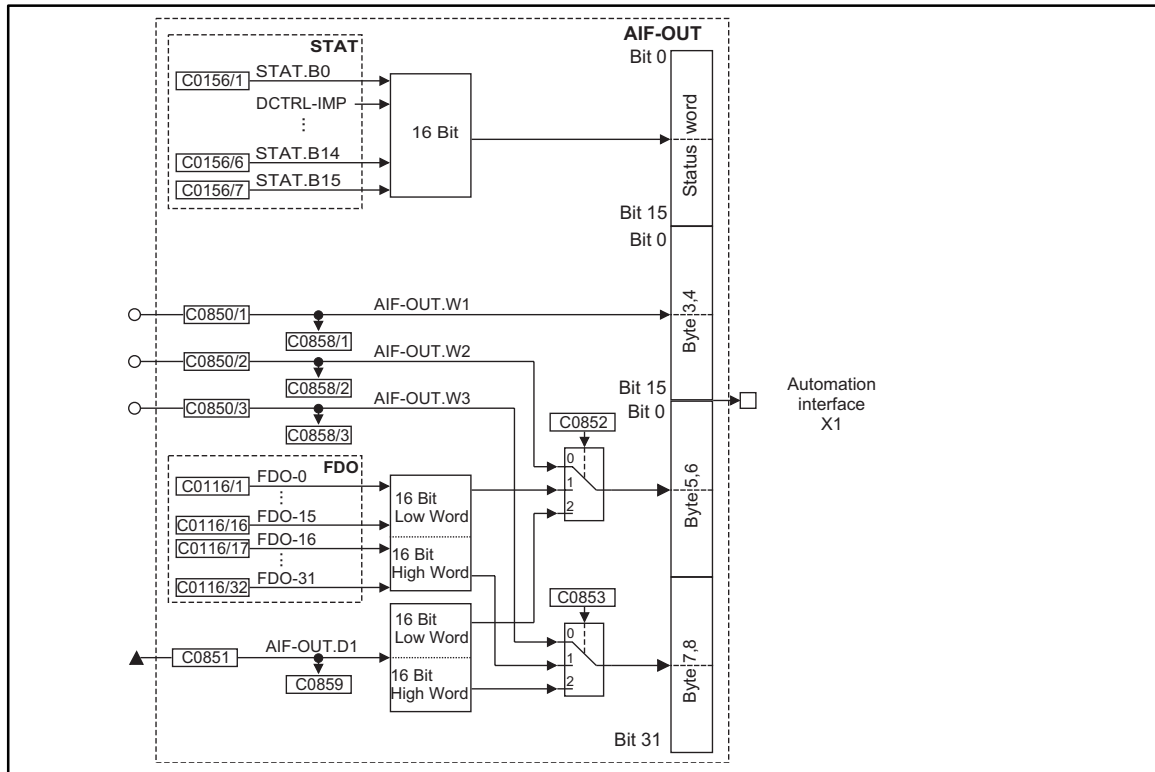 AIF-OUT
STAT
Bit 0
C0156/1
STAT.B0
DCTRL-IMP
⋮
C0156/6
STAT.B14
C0156/7
STAT.B15
16 Bit
Status word
Bit 15
Bit 0
C0850/1
AIF-OUT.W1
C0858/1
Byte 3,4
C0850/2
AIF-OUT.W2
C0858/2
C0850/3
AIF-OUT.W3
C0858/3
Bit 15
Bit 0
Automation
interface
X1
C0852
0
1
2
Byte 5,6
FDO
C0116/1
FDO-0
⋮
C0116/16
FDO-15
C0116/17
FDO-16
⋮
C0116/32
FDO-31
16 Bit
Low Word
16 Bit
High Word
C0853
0
1
2
Byte 7,8
C0851
AIF-OUT.D1
C0859
16 Bit
Low Word
16 Bit
High Word
Bit 31